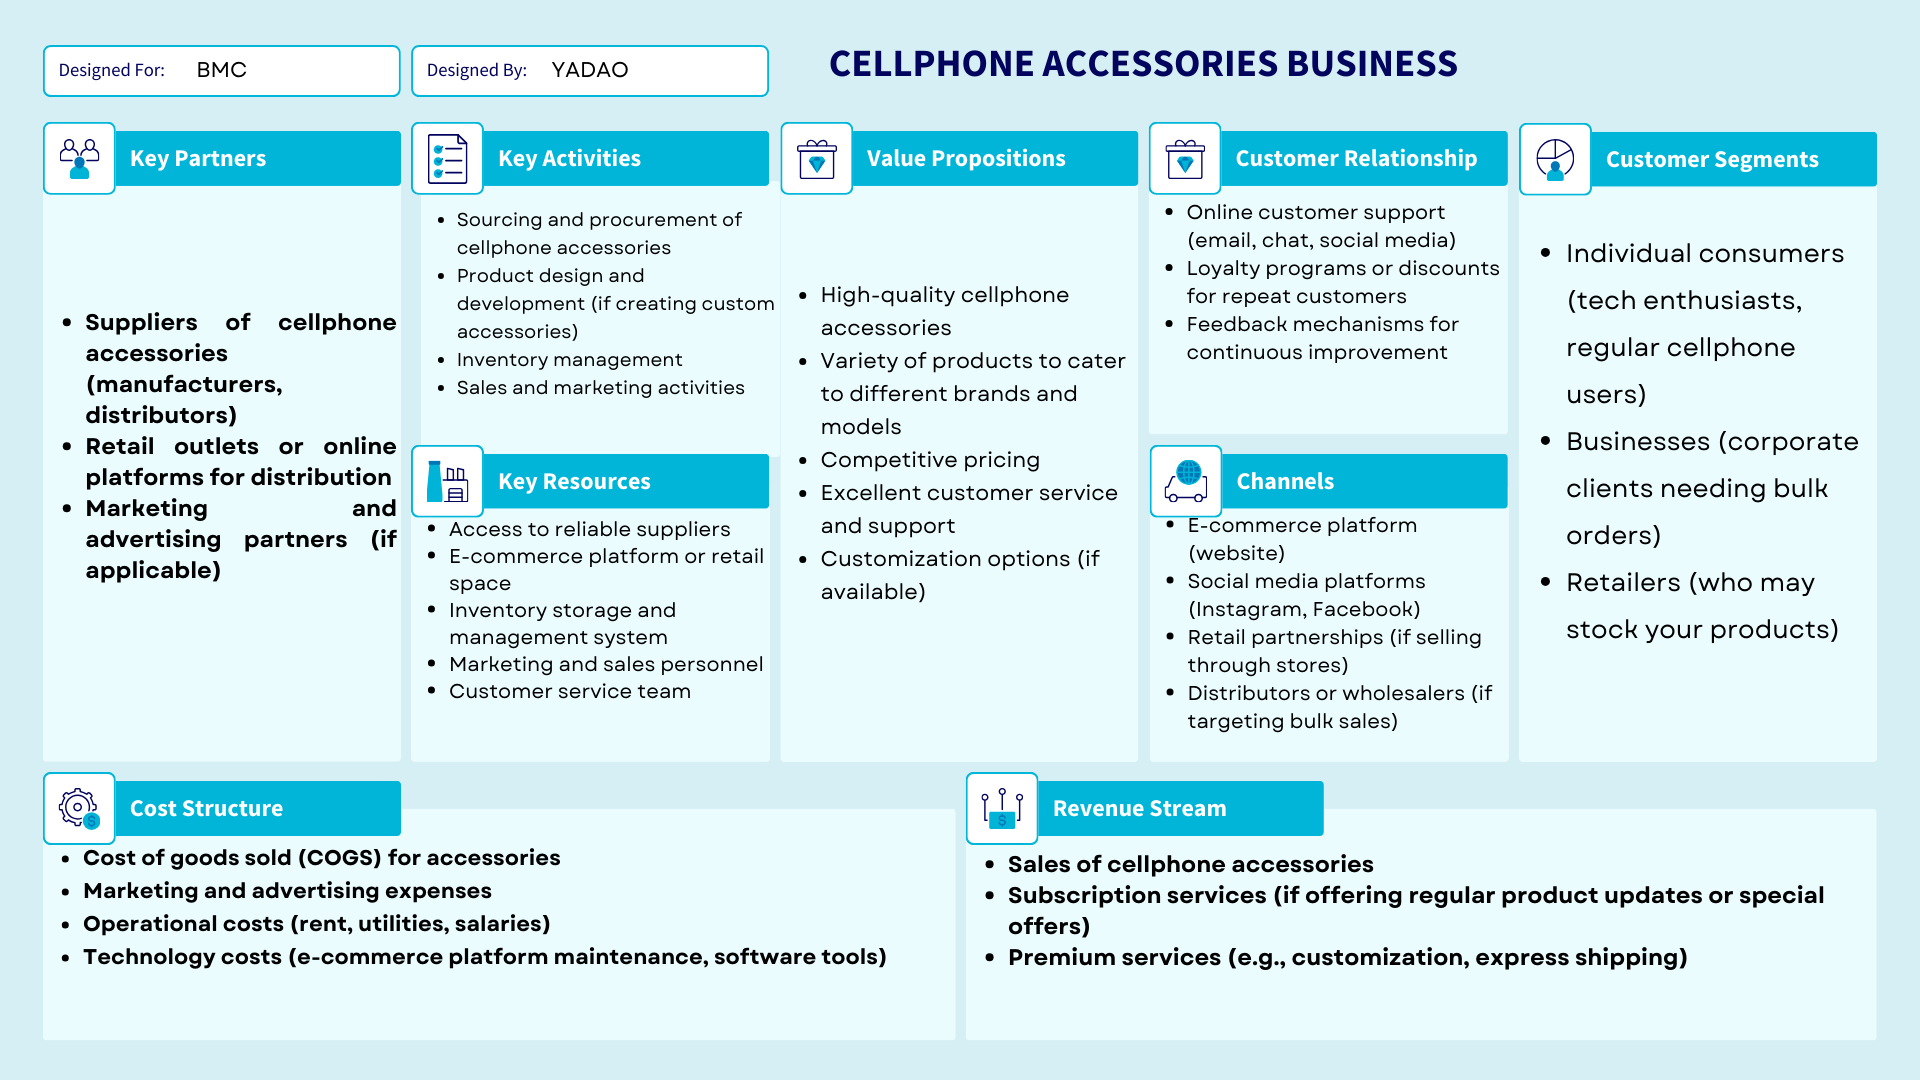 Designed For: BMC
Designed By: YADAO
CELLPHONE ACCESSORIES BUSINESS
Key Partners
• Suppliers of cellphone
accessories
(manufacturers,
distributors)
• Retail outlets or online
platforms for distribution
• Marketing and
advertising partners (if
applicable)
Key Activities
• Sourcing and procurement of
cellphone accessories
• Product design and
development (if creating custom
accessories)
• Inventory management
• Sales and marketing activities
Key Resources
• Access to reliable suppliers
• E-commerce platform or retail
space
• Inventory storage and
management system
• Marketing and sales personnel
• Customer service team
Value Propositions
• High-quality cellphone
accessories
• Variety of products to cater
to different brands and
models
• Competitive pricing
• Excellent customer service
and support
• Customization options (if
available)
Customer Relationship
• Online customer support
(email, chat, social media)
• Loyalty programs or discounts
for repeat customers
• Feedback mechanisms for
continuous improvement
Channels
• E-commerce platform
(website)
• Social media platforms
(Instagram, Facebook)
• Retail partnerships (if selling
through stores)
• Distributors or wholesalers (if
targeting bulk sales)
Customer Segments
• Individual consumers
(tech enthusiasts,
regular cellphone
users)
• Businesses (corporate
clients needing bulk
orders)
• Retailers (who may
stock your products)
Cost Structure
• Cost of goods sold (COGS) for accessories
• Marketing and advertising expenses
• Operational costs (rent, utilities, salaries)
• Technology costs (e-commerce platform maintenance, software tools)
Revenue Stream
• Sales of cellphone accessories
• Subscription services (if offering regular product updates or special
offers)
• Premium services (e.g., customization, express shipping)